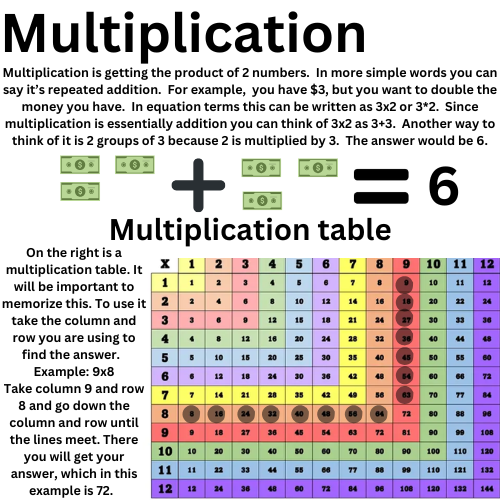 Multiplication
Multiplication is getting the product of 2 numbers. In more simple words you can
say it’s repeated addition. For example, you have $3, but you want to double the
money you have. In equation terms this can be written as 3x2 or 3*2. Since
multiplication is essentially addition you can think of 3x2 as 3+3. Another way to
think of it is 2 groups of 3 because 2 is multiplied by 3. The answer would be 6.
+ = 6
Multiplication table
On the right is a
multiplication table. It
will be important to
memorize this. To use it
take the column and
row you are using to
find the answer.
Example: 9x8
Take column 9 and row
8 and go down the
column and row until
the lines meet. There
you will get your
answer, which in this
example is 72.
X 1 2 3 4 5 6 7 8 9 10 11 12
1 1 2 3 4 5 6 7 8 9 10 11 12
2 2 4 6 8 10 12 14 16 18 20 22 24
3 3 6 9 12 15 18 21 24 27 30 33 36
4 4 8 12 16 20 24 28 32 36 40 44 48
5 5 10 15 20 25 30 35 40 45 50 55 60
6 6 12 18 24 30 36 42 48 54 60 66 72
7 7 14 21 28 35 42 49 56 63 70 77 84
8 8 16 24 32 40 48 56 64 72 80 88 96
9 9 18 27 36 45 54 63 72 81 90 99 108
10 10 20 30 40 50 60 70 80 90 100 110 120
11 11 22 33 44 55 66 77 88 99 110 121 132
12 12 24 36 48 60 72 84 96 108 120 132 144